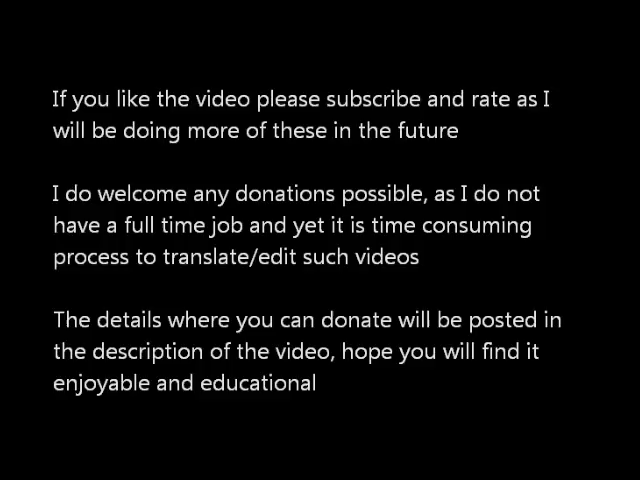 If you like the video please subscribe and rate as I
will be doing more of these in the future
I do welcome any donations possible, as I do not
have a full time job and yet it is time consuming
process to translate/edit such videos
The details where you can donate will be posted in
the description of the video, hope you will find it
enjoyable and educational